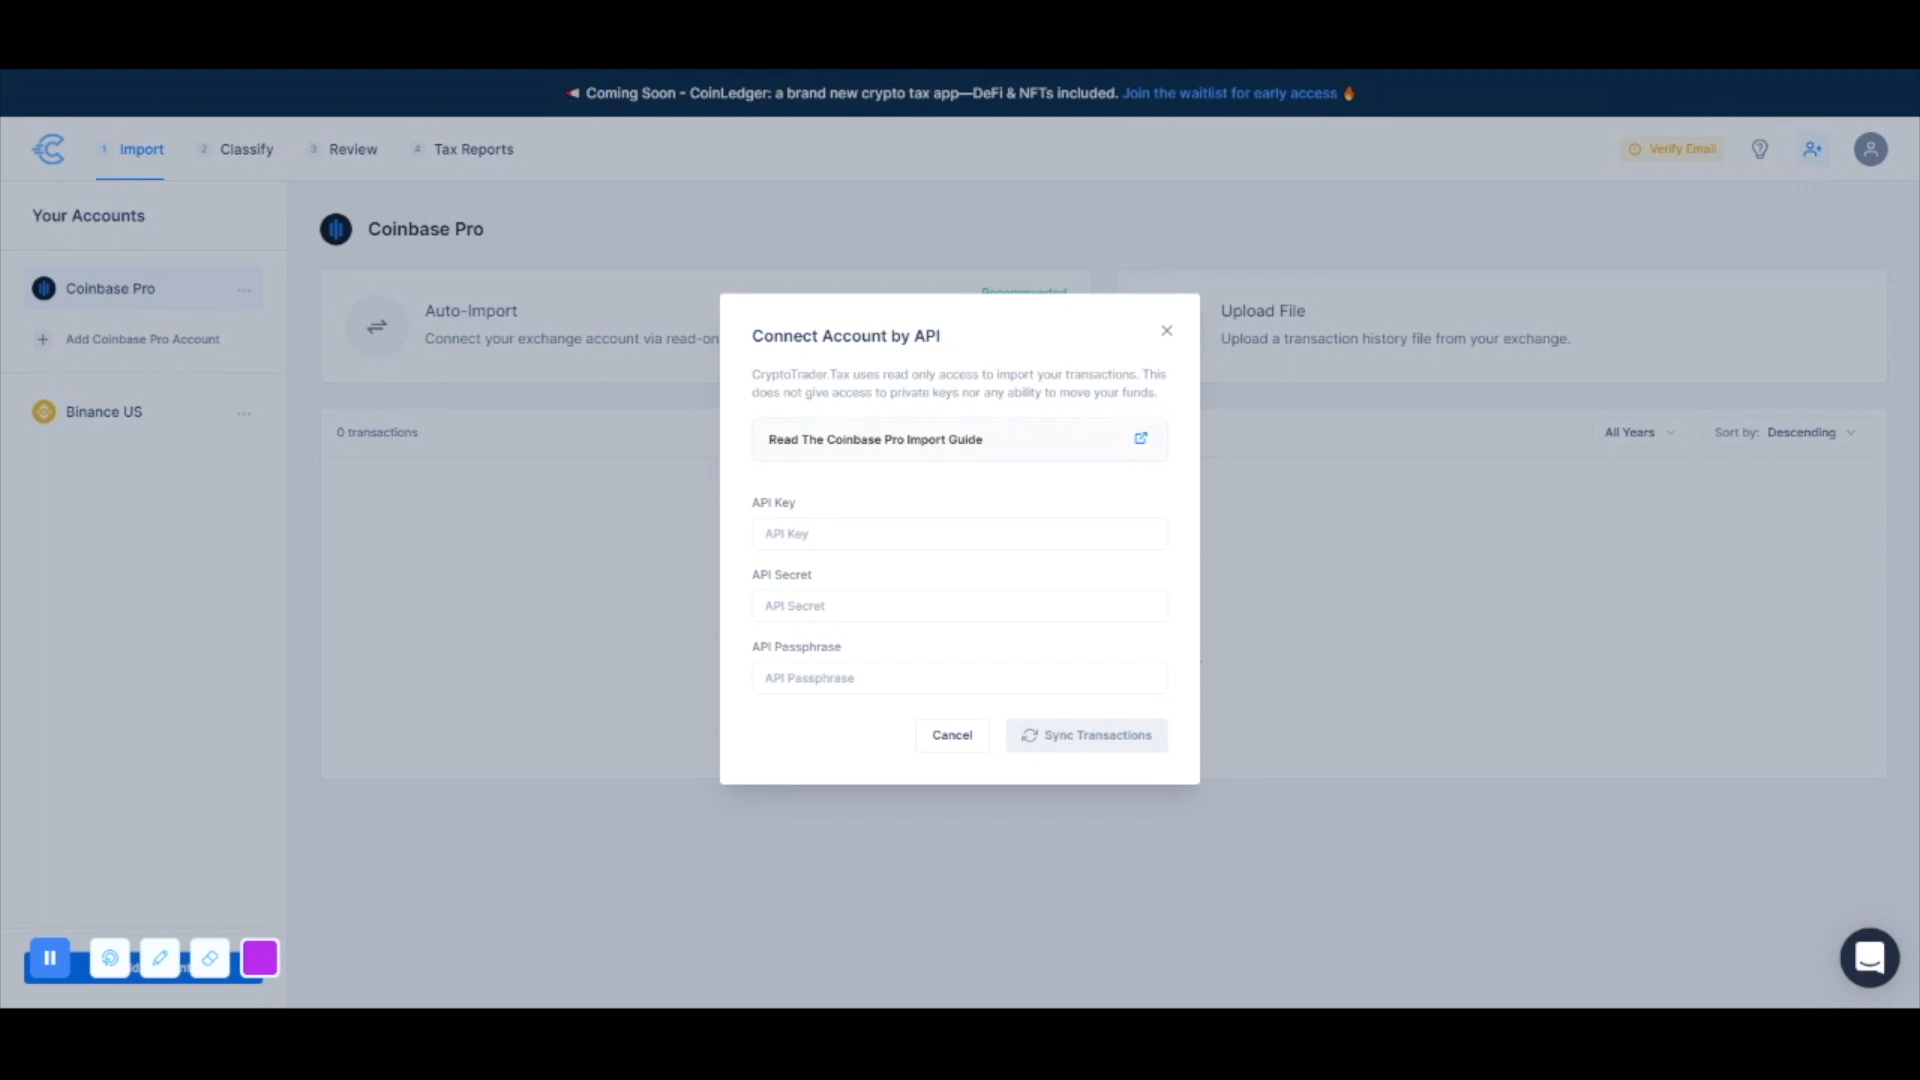 Coming Soon - CoinLedger: a brand new crypto tax app—DeFi & NFTs included. Join the waitlist for early access
1 Import 2 Classify 3 Review 4 Tax Reports Verify Email
Your Accounts
Coinbase Pro
Coinbase Pro ...
Add Coinbase Pro Account
Binance US ...
Auto-Import
Connect your exchange account via read-on
Recommended
Upload File
Upload a transaction history file from your exchange.
0 transactions
All Years Sort by: Descending
Connect Account by API
CryptoTrader.Tax uses read only access to import your transactions. This
does not give access to private keys nor any ability to move your funds.
Read The Coinbase Pro Import Guide
API Key
API Key
API Secret
API Secret
API Passphrase
API Passphrase
Cancel Sync Transactions